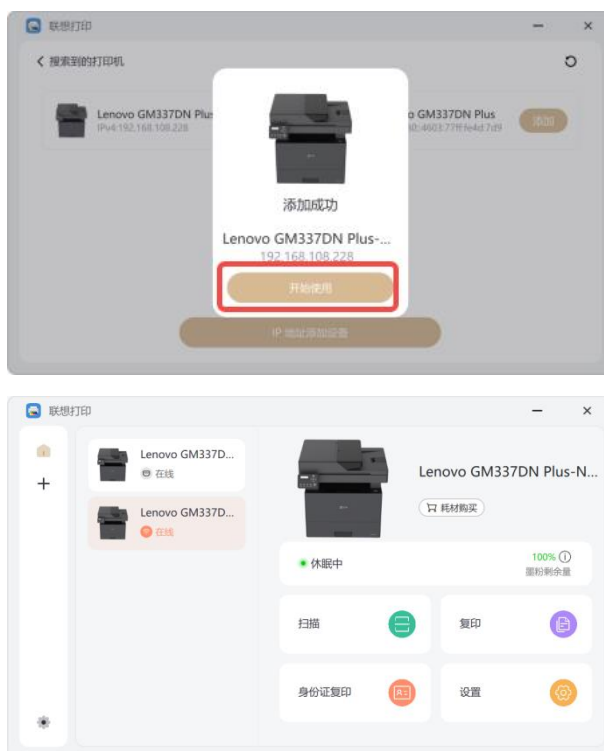 联想打印
搜索到的打印机
Lenovo GM337DN Plus
IPv4:192.168.108.228
GM337DN Plus
添加
添加成功
Lenovo GM337DN Plus-...
192.168.108.228
开始使用
IP 地址添加设备
联想打印
Lenovo GM337D...
在线
Lenovo GM337D...
在线
Lenovo GM337DN Plus-N...
耗材购买
休眠中
100%
墨粉剩余量
扫描
复印
身份证复印
设置